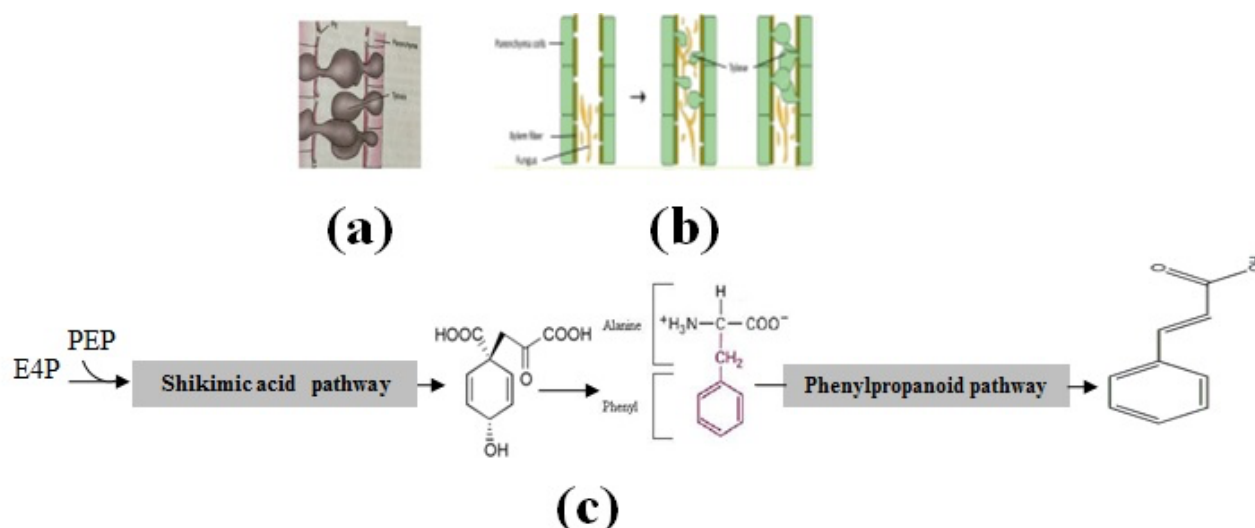 Parenchyma
Tylosis
(a)
Parenchyma cells
Tylose
Xylem fiber
Fungus
(b)
E4P
PEP
Shikimic acid pathway
HOOC
COOH
O
OH
Alanine
Phenyl
H
⁺H₃N—C—COO⁻
CH₂
Phenylpropanoid pathway
O
(c)